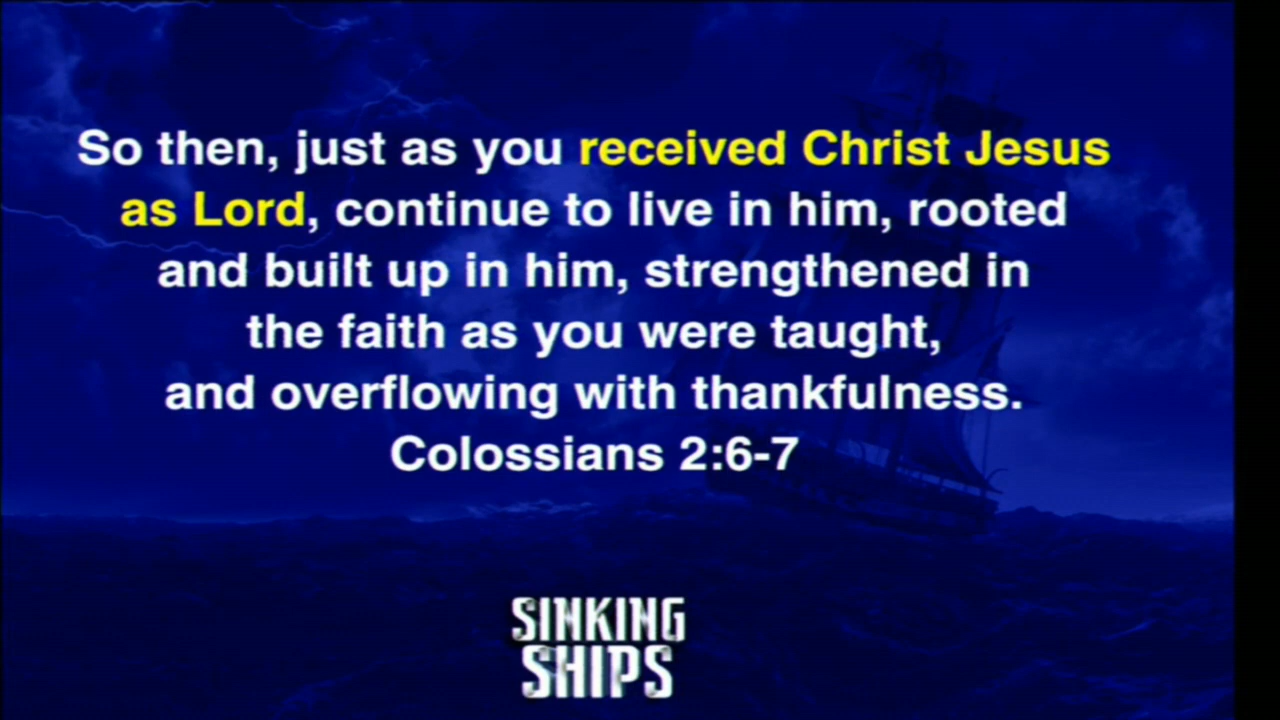 So then, just as you received Christ Jesus
as Lord, continue to live in him, rooted
and built up in him, strengthened in
the faith as you were taught,
and overflowing with thankfulness.
Colossians 2:6-7
SINKING
SHIPS